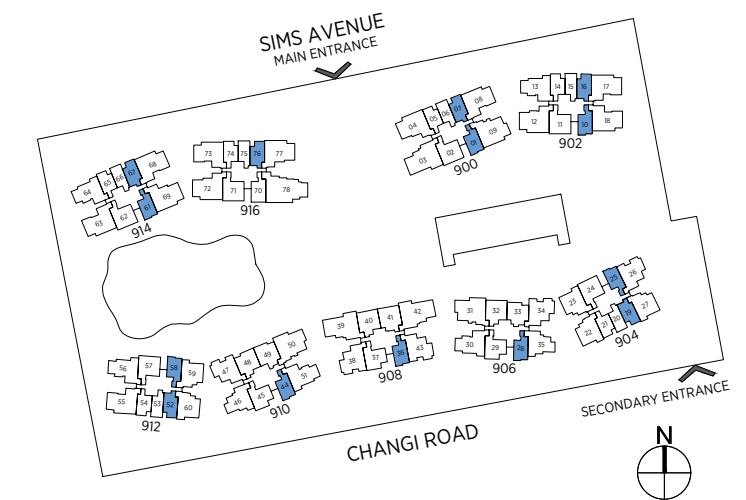 SIMS AVENUE
MAIN ENTRANCE
13 14 15 16 17
12 11 10 18
902
04 05 06 07 08
03 02 01 09
900
73 74 75 76 77
72 71 70 78
916
64 65 66 67 68
63 62 61 69
914
23 24 25 26
22 21 20 19 27
904
31 32 33 34
30 29 28 35
906
39 40 41 42
38 37 36 43
908
47 48 49 50
46 45 44 51
910
56 57 58 59
55 54 53 52 60
912
SECONDARY ENTRANCE
CHANGI ROAD
N